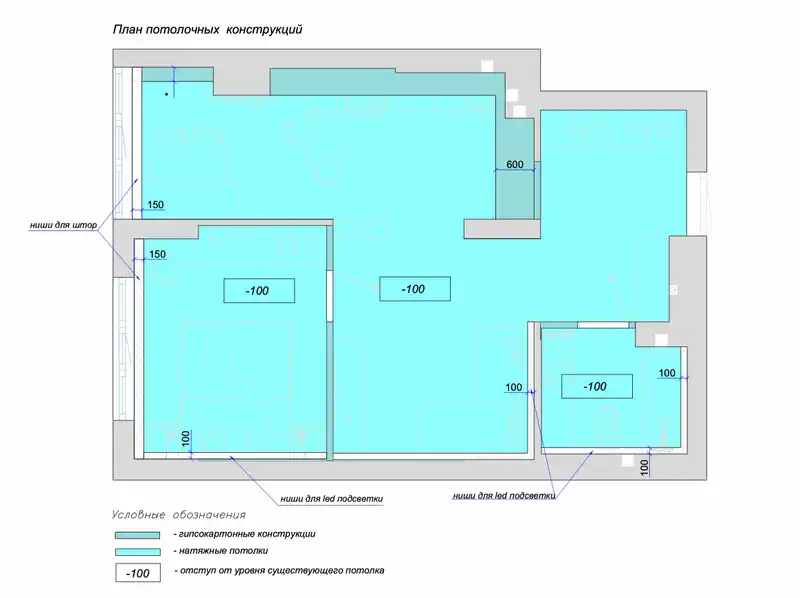 План потолочных конструкций
600
150
ниши для штор
150
-100
-100
100
100
-100
100
100
ниши для led подсветки
ниши для led подсветки
Условные обозначения
- гипсокартонные конструкции
- натяжные потолки
-100 - отступ от уровня существующего потолка